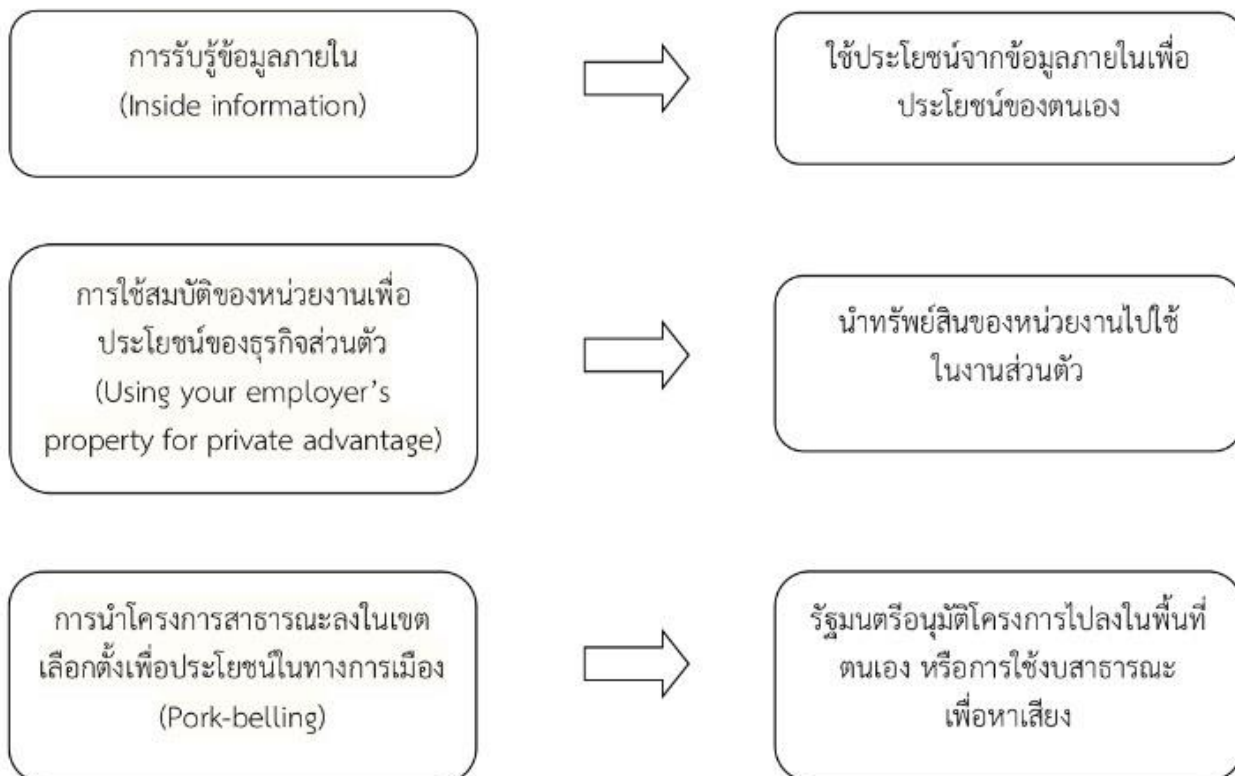 การรับรู้ข้อมูลภายใน
(Inside information)
ใช้ประโยชน์จากข้อมูลภายในเพื่อ
ประโยชน์ของตนเอง
การใช้สมบัติของหน่วยงานเพื่อ
ประโยชน์ของธุรกิจส่วนตัว
(Using your employer’s
property for private advantage)
นำทรัพย์สินของหน่วยงานไปใช้
ในงานส่วนตัว
การนำโครงการสาธารณะลงในเขต
เลือกตั้งเพื่อประโยชน์ในทางการเมือง
(Pork-belling)
รัฐมนตรีอนุมัติโครงการไปลงในพื้นที่
ตนเอง หรือการใช้งบสาธารณะ
เพื่อหาเสียง